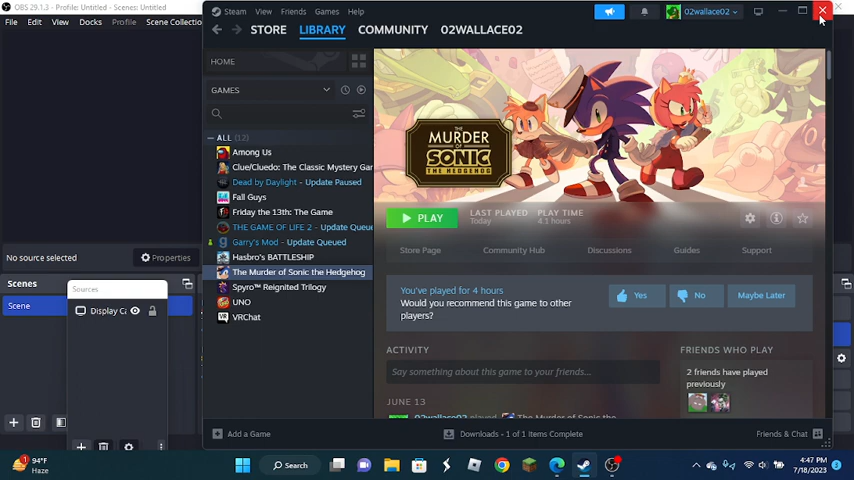 OBS 29.1.3 - Profile: Untitled - Scenes: Untitled
File Edit View Docks Profile Scene Collectio
Steam View Friends Games Help
02wallace02
STORE LIBRARY COMMUNITY 02WALLACE02
HOME
GAMES
ALL (12)
Among Us
Clue/Cluedo: The Classic Mystery Gar
Dead by Daylight - Update Paused
Fall Guys
Friday the 13th: The Game
THE GAME OF LIFE 2 - Update Queue
Garry's Mod - Update Queued
Hasbro's BATTLESHIP
The Murder of Sonic the Hedgehog
Spyro™ Reignited Trilogy
UNO
VRChat
THE
MURDER
OF
SONIC
THE HEDGEHOG
PLAY
LAST PLAYED
Today
PLAY TIME
4.1 hours
Store Page Community Hub Discussions Guides Support
You've played for 4 hours
Would you recommend this game to other
players?
Yes No Maybe Later
ACTIVITY
Say something about this game to your friends...
JUNE 13
02wallace02 played The Murder of Sonic the
FRIENDS WHO PLAY
2 friends have played
previously
Add a Game
Downloads - 1 of 1 Items Complete
Friends & Chat
No source selected
Properties
Scenes
Scene
Sources
Display Ca
94°F
Haze
Search
4:47 PM
7/18/2023